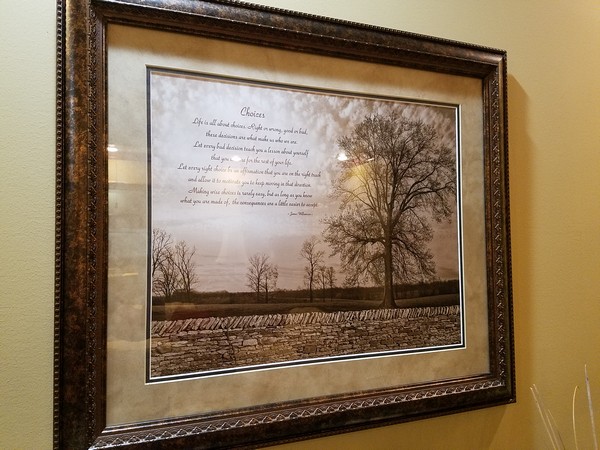 Choices
Life is all about choices. Right or wrong, good or bad,
these decisions are what make us who we are.
Let every bad decision teach you a lesson about yourself
that you for the rest of your life.
Let every right choice be an affirmation that you are on the right track
and allow it to motivate you to keep moving in that direction.
Making wise choices is rarely easy, but as long as you know
what you are made of, the consequences are a little easier to accept.